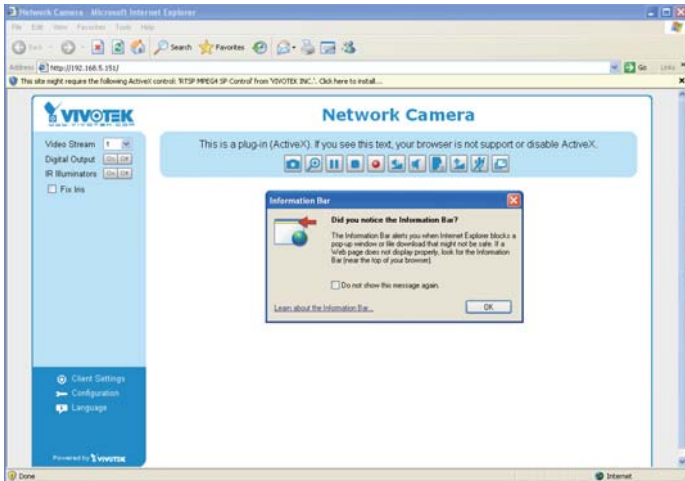 Network Camera - Microsoft Internet Explorer
File Edit View Favorites Tools Help
Search Favorites
Address http://192.168.5.151/ Go Links
This site might require the following ActiveX control: 'RTSP MPEG4 SP Control' from 'VIVOTEK INC.'. Click here to install...
VIVOTEK
Network Camera
Video Stream 1
This is a plug-in (ActiveX). If you see this text, your browser is not support or disable ActiveX.
Digital Output On Off
IR Illuminators On Off
Fix Iris
Information Bar
Did you notice the Information Bar?
The Information Bar alerts you when Internet Explorer blocks a
pop-up window or file download that might not be safe. If a
Web page does not display properly, look for the Information
Bar (near the top of your browser).
Do not show this message again.
Learn about the Information Bar...
OK
Client Settings
Configuration
Language
Powered by VIVOTEK
Done
Internet